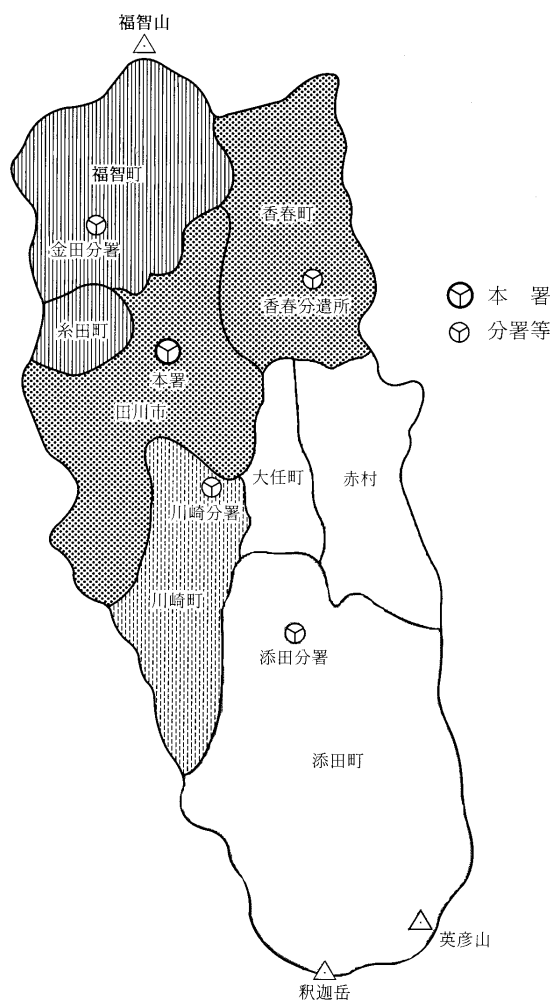 福智山
福智町
金田分署
香春町
香春分遣所
本　署
分署等
糸田町
本署
田川市
大任町
赤村
川崎分署
川崎町
添田分署
添田町
英彦山
釈迦岳